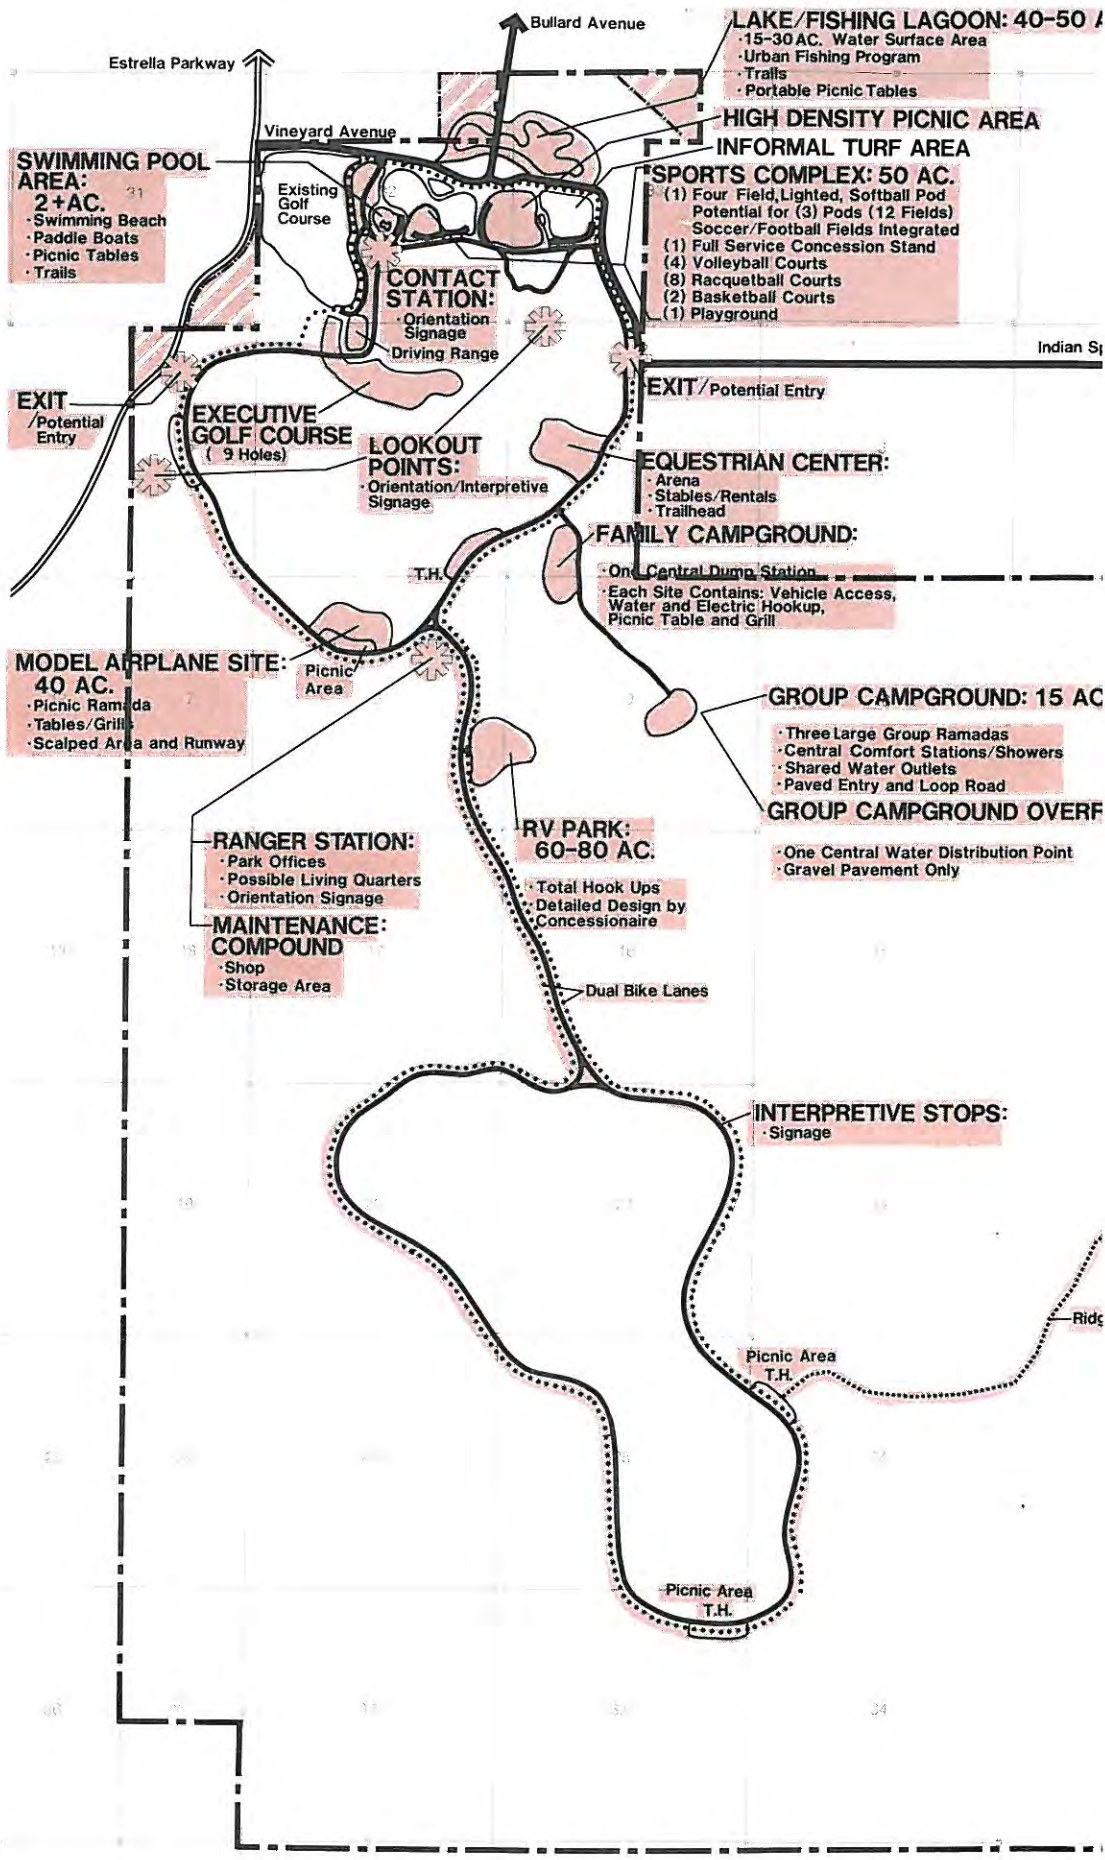 Bullard Avenue
Estrella Parkway
Vineyard Avenue
LAKE/FISHING LAGOON: 40-50
·15-30 AC. Water Surface Area
·Urban Fishing Program
·Trails
·Portable Picnic Tables
HIGH DENSITY PICNIC AREA
INFORMAL TURF AREA
SPORTS COMPLEX: 50 AC.
(1) Four Field, Lighted, Softball Pod
Potential for (3) Pods (12 Fields)
Soccer/Football Fields Integrated
(1) Full Service Concession Stand
(4) Volleyball Courts
(8) Racquetball Courts
(2) Basketball Courts
(1) Playground
SWIMMING POOL
AREA:
2+AC.
·Swimming Beach
·Paddle Boats
·Picnic Tables
·Trails
31
Existing
Golf
Course
CONTACT
STATION:
·Orientation
Signage
Driving Range
Indian
EXIT
/Potential
Entry
EXIT/Potential Entry
EXECUTIVE
GOLF COURSE
( 9 Holes)
LOOKOUT
POINTS:
·Orientation/Interpretive
Signage
EQUESTRIAN CENTER:
·Arena
·Stables/Rentals
·Trailhead
FAMILY CAMPGROUND:
·One Central Dump Station
·Each Site Contains: Vehicle Access,
Water and Electric Hookup,
Picnic Table and Grill
T.H.
MODEL AIRPLANE SITE:
40 AC.
·Picnic Ramada
·Tables/Grills
·Scalped Area and Runway
Picnic
Area
7
GROUP CAMPGROUND: 15 AC
·Three Large Group Ramadas
·Central Comfort Stations/Showers
·Shared Water Outlets
·Paved Entry and Loop Road
GROUP CAMPGROUND
·One Central Water Distribution Point
·Gravel Pavement Only
RANGER STATION:
·Park Offices
·Possible Living Quarters
·Orientation Signage
MAINTENANCE:
COMPOUND
·Shop
·Storage Area
RV PARK:
60-80 AC.
·Total Hook Ups
·Detailed Design by
Concessionaire
18
17
16
Dual Bike Lanes
INTERPRETIVE STOPS:
·Signage
19
21
Picnic Area
T.H.
Picnic Area
T.H.
34